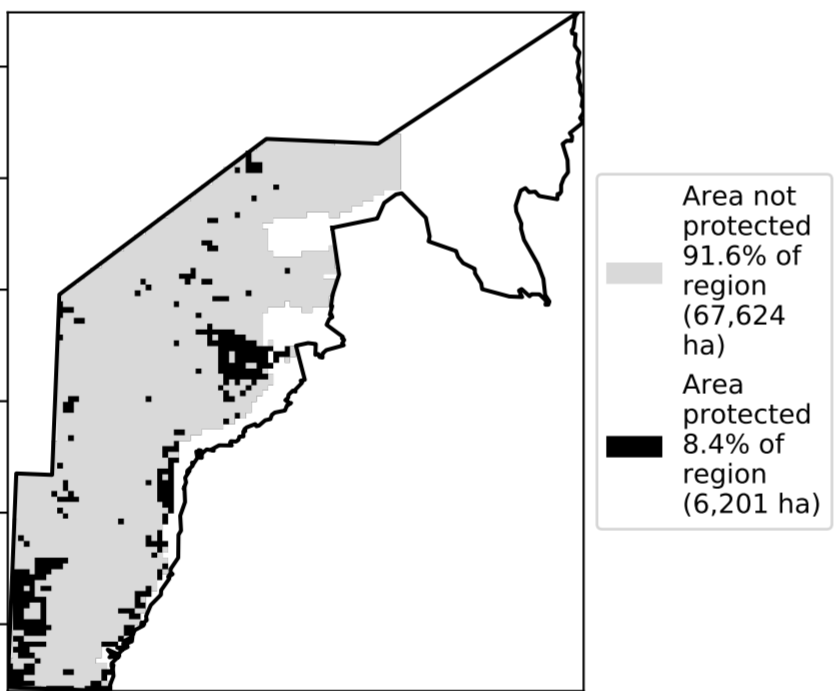 Area not
protected
91.6% of
region
(67,624
ha)
Area
protected
8.4% of
region
(6,201 ha)